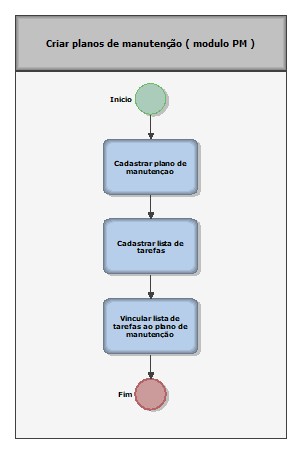 Criar planos de manutenção ( modulo PM )
Inicio
Cadastrar plano de
manutençao
Cadastrar lista de
tarefas
Vincular lista de
tarefas ao plano de
manutenção
Fim